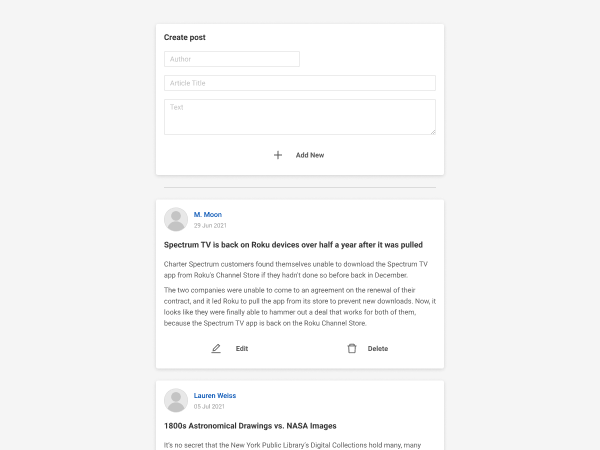 Create post
Author
Article Title
Text
Add New
M. Moon
29 Jun 2021
Spectrum TV is back on Roku devices over half a year after it was pulled
Charter Spectrum customers found themselves unable to download the Spectrum TV
app from Roku's Channel Store if they hadn't done so before back in December.
The two companies were unable to come to an agreement on the renewal of their
contract, and it led Roku to pull the app from its store to prevent new downloads. Now, it
looks like they were finally able to hammer out a deal that works for both of them,
because the Spectrum TV app is back on the Roku Channel Store.
Edit
Delete
Lauren Weiss
05 Jul 2021
1800s Astronomical Drawings vs. NASA Images
It's no secret that the New York Public Library's Digital Collections hold many, many